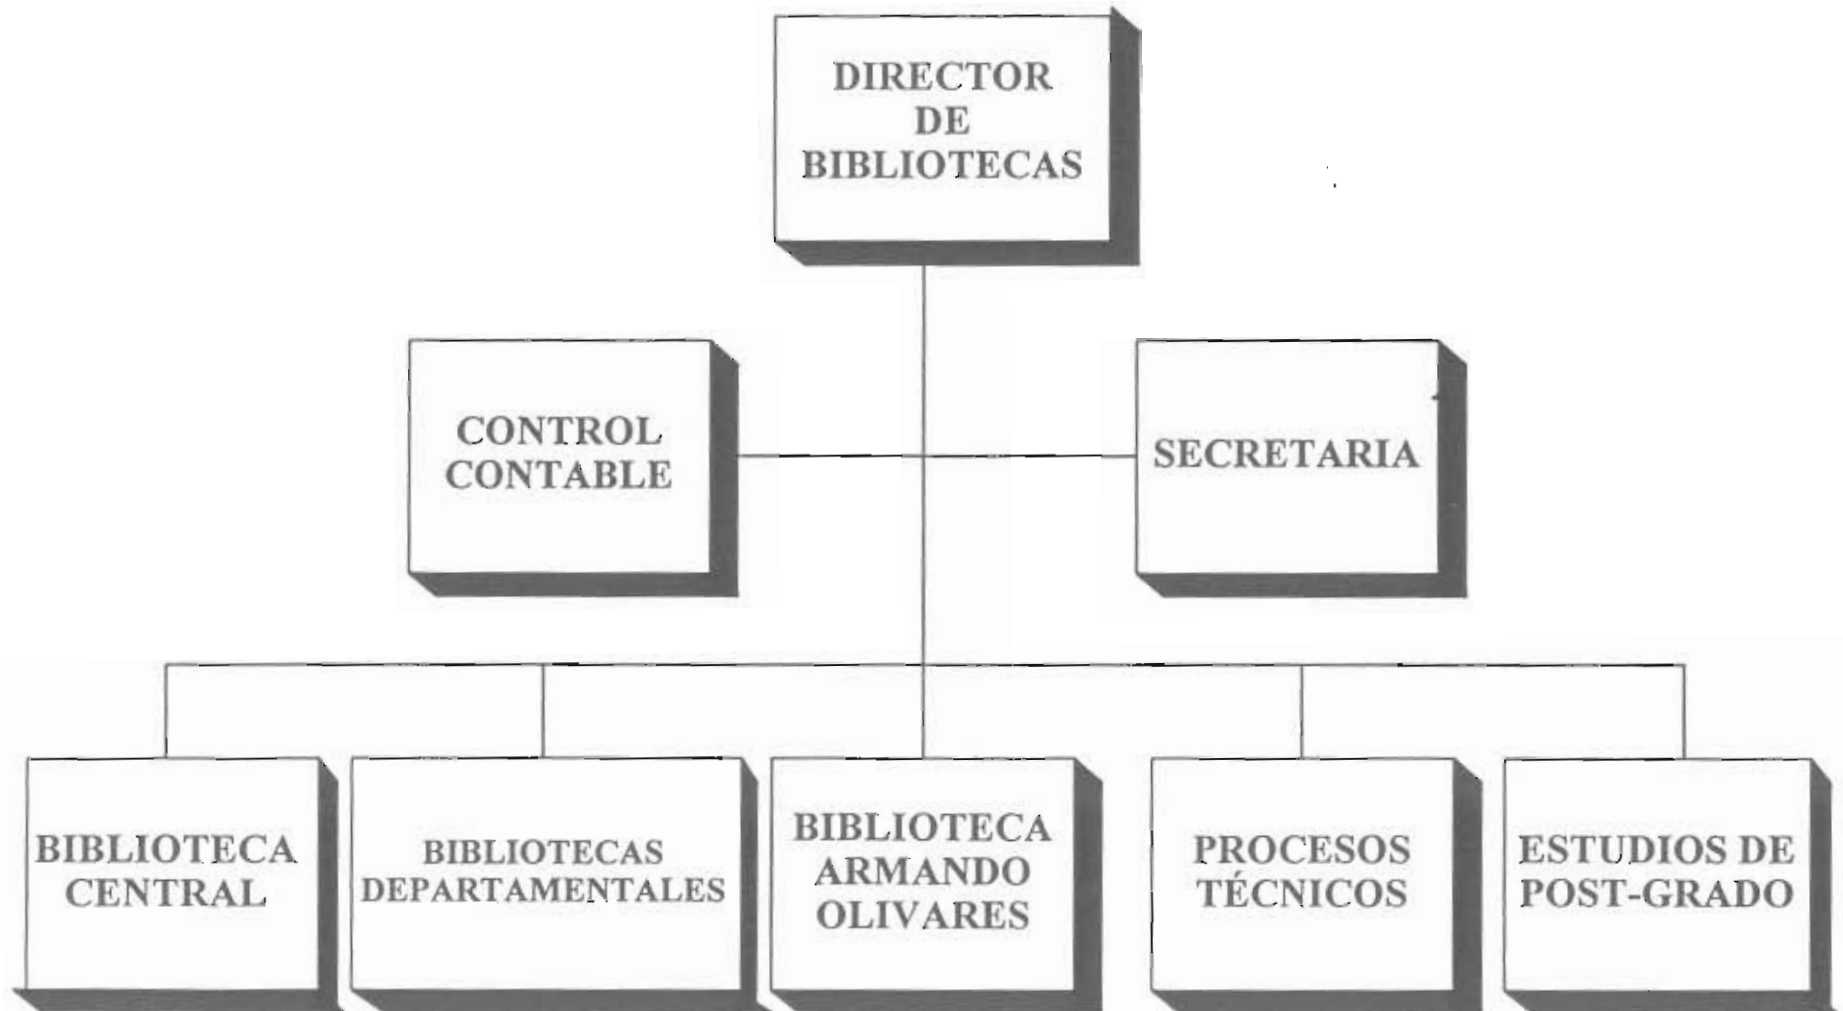 DIRECTOR
DE
BIBLIOTECAS
CONTROL
CONTABLE
SECRETARIA
BIBLIOTECA
CENTRAL
BIBLIOTECAS
DEPARTAMENTALES
BIBLIOTECA
ARMANDO
OLIVARES
PROCESOS
TÉCNICOS
ESTUDIOS DE
POST-GRADO